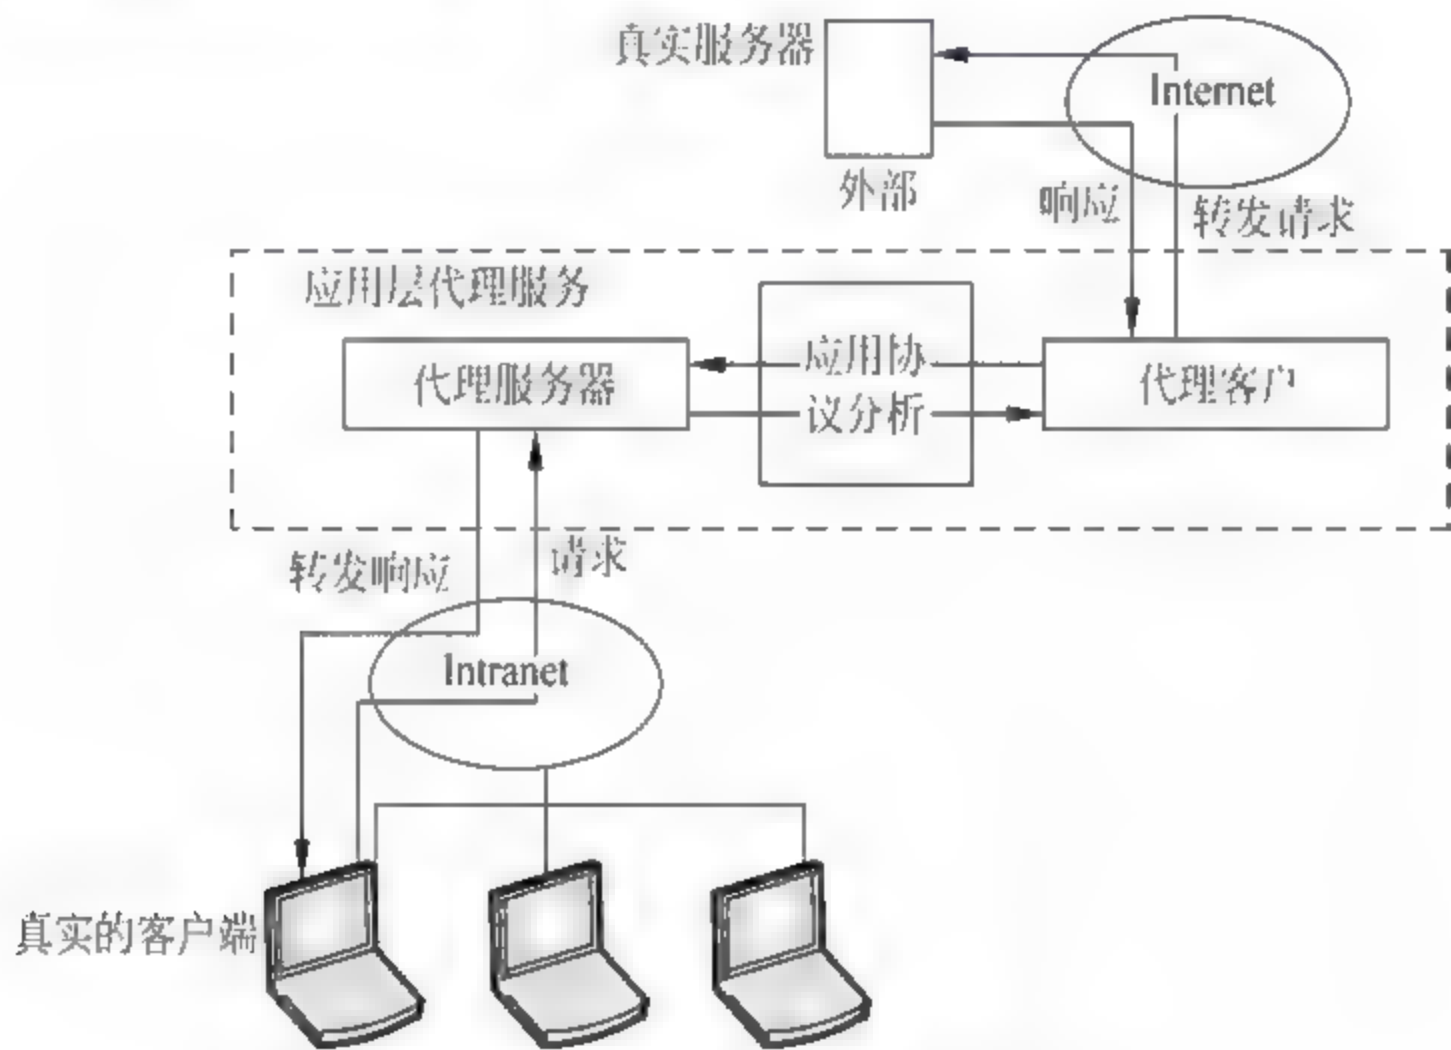 真实服务器
Internet
外部
响应
转发请求
应用层代理服务
代理服务器
应用协
议分析
代理客户
转发响应
请求
Intranet
真实的客户端